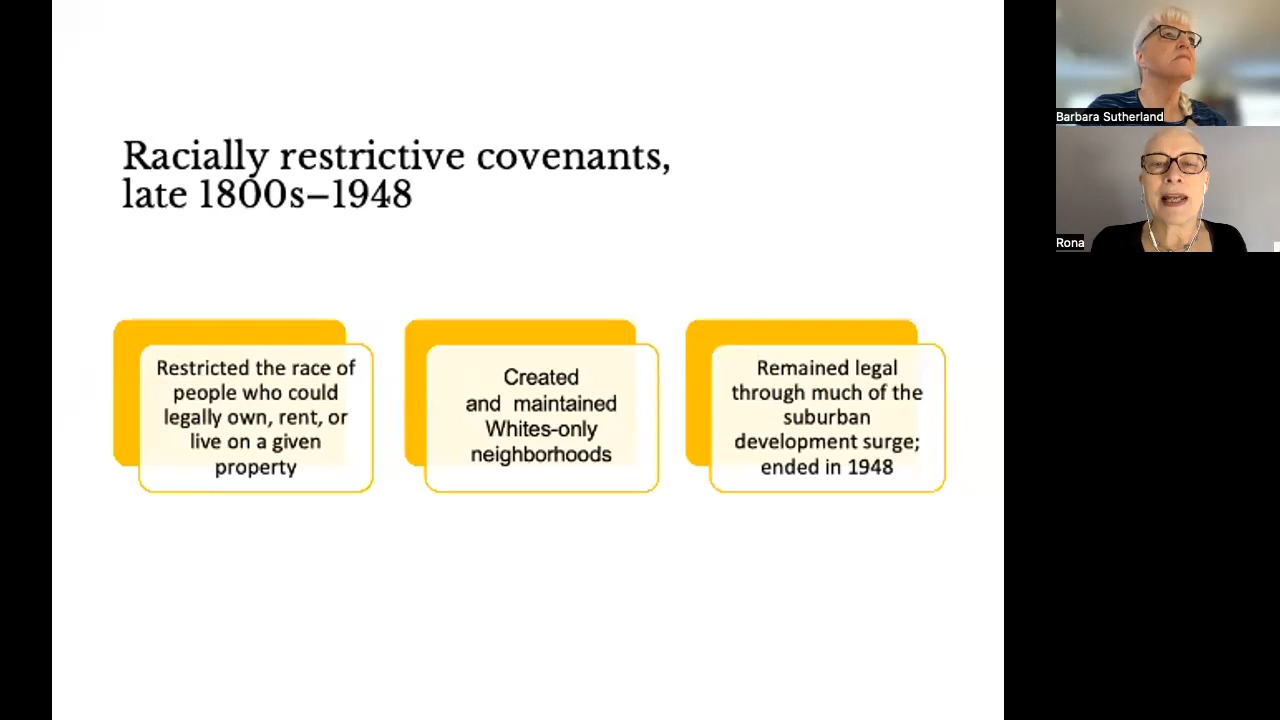 Racially restrictive covenants,
late 1800s–1948
Restricted the race of
people who could
legally own, rent, or
live on a given
property
Created
and maintained
Whites-only
neighborhoods
Remained legal
through much of the
suburban
development surge;
ended in 1948
Barbara Sutherland
Rona